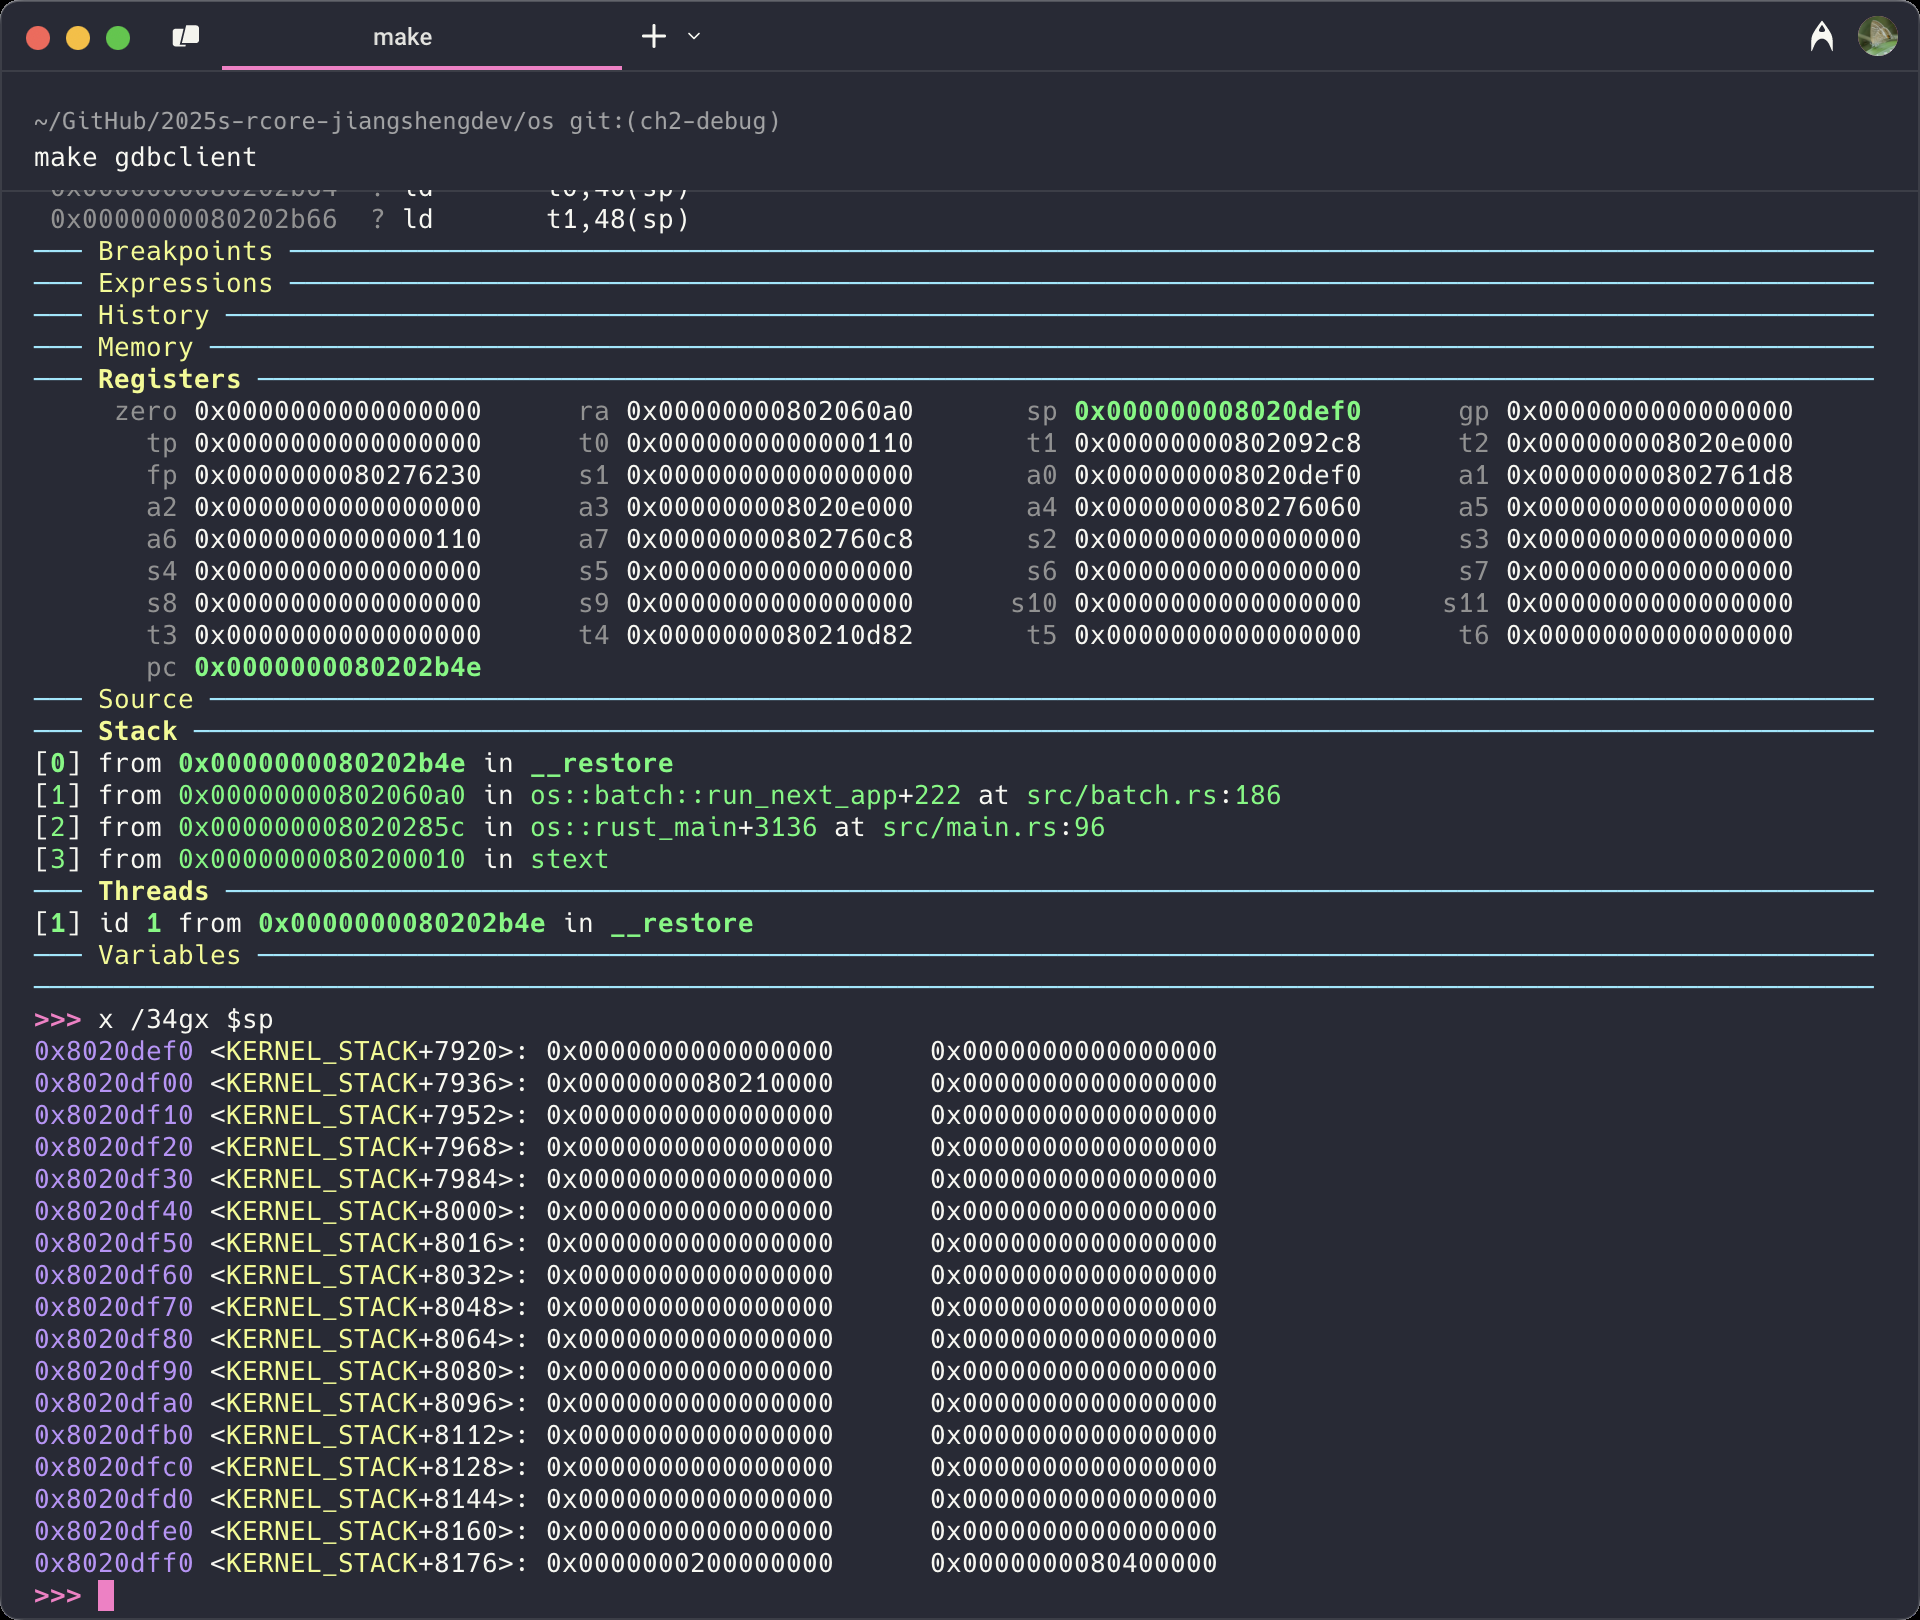 make
~/GitHub/2025s-rcore-jiangshengdev/os git:(ch2-debug)
make gdbclient
0x0000000080202b64 ? ld t0,40(sp)
0x0000000080202b66 ? ld t1,48(sp)
Breakpoints
Expressions
History
Memory
Registers
zero 0x0000000000000000 ra 0x00000000802060a0 sp 0x000000008020def0 gp 0x0000000000000000
tp 0x0000000000000000 t0 0x0000000000000110 t1 0x00000000802092c8 t2 0x000000008020e000
fp 0x0000000080276230 s1 0x0000000000000000 a0 0x000000008020def0 a1 0x00000000802761d8
a2 0x0000000000000000 a3 0x000000008020e000 a4 0x0000000080276060 a5 0x0000000000000000
a6 0x0000000000000110 a7 0x00000000802760c8 s2 0x0000000000000000 s3 0x0000000000000000
s4 0x0000000000000000 s5 0x0000000000000000 s6 0x0000000000000000 s7 0x0000000000000000
s8 0x0000000000000000 s9 0x0000000000000000 s10 0x0000000000000000 s11 0x0000000000000000
t3 0x0000000000000000 t4 0x0000000080210d82 t5 0x0000000000000000 t6 0x0000000000000000
pc 0x0000000080202b4e
Source
Stack
[0] from 0x0000000080202b4e in __restore
[1] from 0x00000000802060a0 in os::batch::run_next_app+222 at src/batch.rs:186
[2] from 0x000000008020285c in os::rust_main+3136 at src/main.rs:96
[3] from 0x0000000080200010 in stext
Threads
[1] id 1 from 0x0000000080202b4e in __restore
Variables
>>> x /34gx $sp
0x8020def0 <KERNEL_STACK+7920>: 0x0000000000000000 0x0000000000000000
0x8020df00 <KERNEL_STACK+7936>: 0x0000000080210000 0x0000000000000000
0x8020df10 <KERNEL_STACK+7952>: 0x0000000000000000 0x0000000000000000
0x8020df20 <KERNEL_STACK+7968>: 0x0000000000000000 0x0000000000000000
0x8020df30 <KERNEL_STACK+7984>: 0x0000000000000000 0x0000000000000000
0x8020df40 <KERNEL_STACK+8000>: 0x0000000000000000 0x0000000000000000
0x8020df50 <KERNEL_STACK+8016>: 0x0000000000000000 0x0000000000000000
0x8020df60 <KERNEL_STACK+8032>: 0x0000000000000000 0x0000000000000000
0x8020df70 <KERNEL_STACK+8048>: 0x0000000000000000 0x0000000000000000
0x8020df80 <KERNEL_STACK+8064>: 0x0000000000000000 0x0000000000000000
0x8020df90 <KERNEL_STACK+8080>: 0x0000000000000000 0x0000000000000000
0x8020dfa0 <KERNEL_STACK+8096>: 0x0000000000000000 0x0000000000000000
0x8020dfb0 <KERNEL_STACK+8112>: 0x0000000000000000 0x0000000000000000
0x8020dfc0 <KERNEL_STACK+8128>: 0x0000000000000000 0x0000000000000000
0x8020dfd0 <KERNEL_STACK+8144>: 0x0000000000000000 0x0000000000000000
0x8020dfe0 <KERNEL_STACK+8160>: 0x0000000000000000 0x0000000000000000
0x8020dff0 <KERNEL_STACK+8176>: 0x0000000200000000 0x0000000080400000
>>>